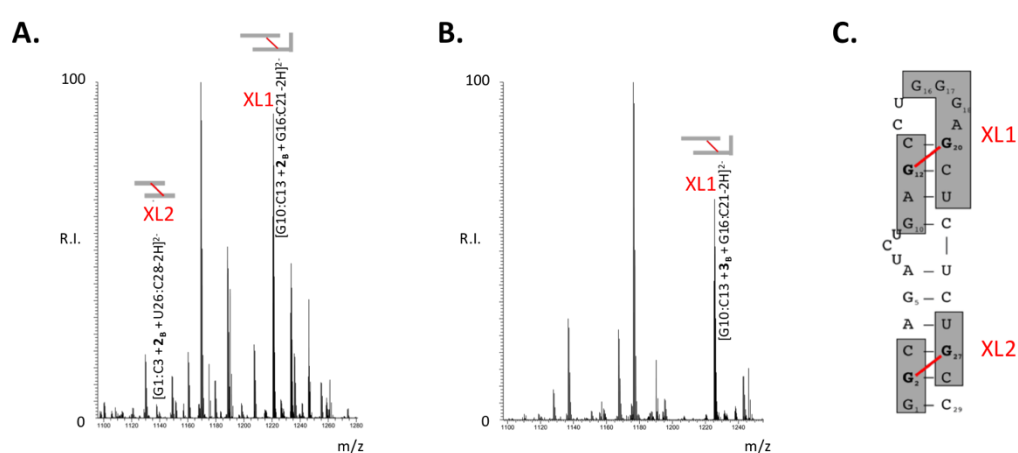 A.
100
R.I.
0
XL2
[G1:C3 + 2B + U26:C28-2H]2-
XL1
[G10:C13 + 2B + G16:C21-2H]2-
1100 1120 1140 1160 1180 1200 1220 1240 1260 1280
m/z
B.
100
R.I.
0
XL1
[G10:C13 + 3B + G16:C21-2H]2-
1100 1120 1140 1160 1180 1200 1220 1240
m/z
C.
G16 G17
U G18
C A
C – G20
XL1
G12 – C
A – U
G10 – C
U
C
U
A – U
G5 – C
A – U
C – G27
XL2
G2 – C
G1 – C29